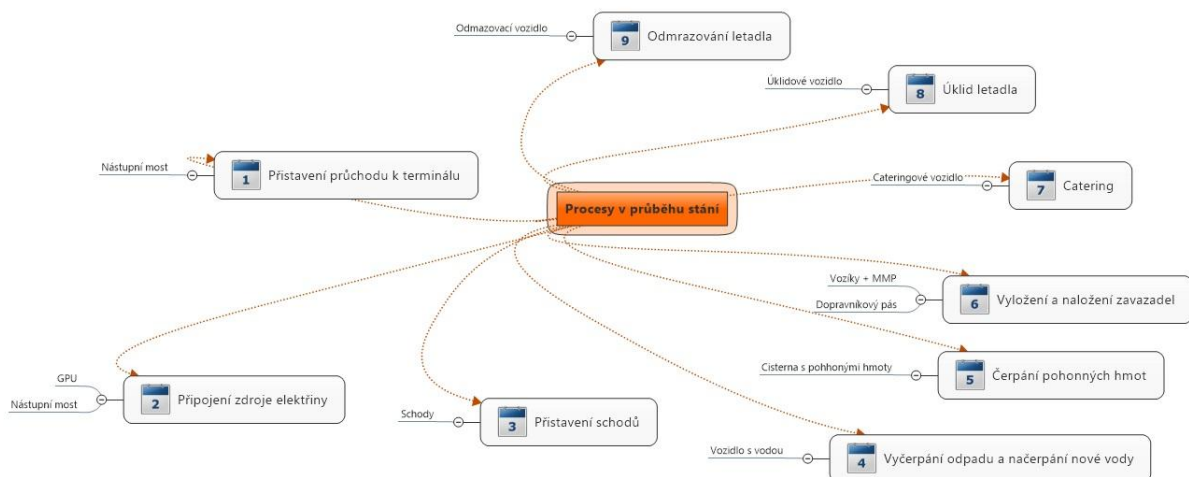 Odmazovací vozidlo
9
Odmrazování letadla
Úklidové vozidlo
8
Úklid letadla
Nástupní most
1
Přistavení průchodu k terminálu
Cateringové vozidlo
7
Catering
Procesy v průběhu stání
Vozíky + MMP
Dopravníkový pás
6
Vyložení a naložení zavazadel
Cisterna s pohhonými hmoty
5
Čerpání pohonných hmot
GPU
Nástupní most
2
Připojení zdroje elektřiny
Schody
3
Přistavení schodů
Vozidlo s vodou
4
Vyčerpání odpadu a načerpání nové vody